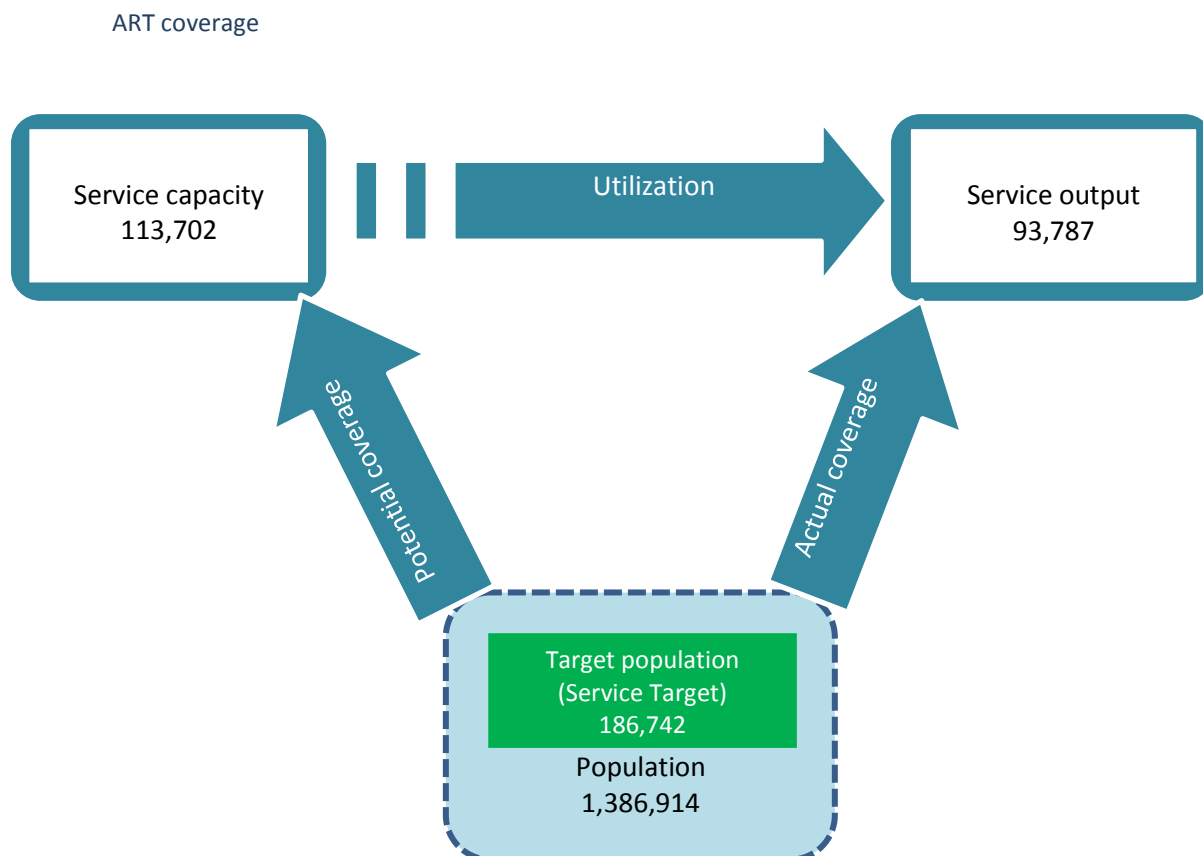 ART coverage
Service capacity
113,702
Utilization
Service output
93,787
Potential coverage
Actual coverage
Target population
(Service Target)
186,742
Population
1,386,914